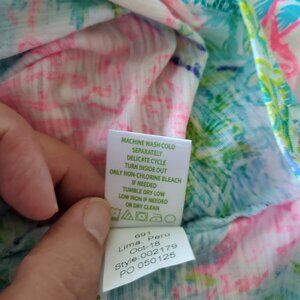 MACHINE WASH COLD
SEPARATELY
DELICATE CYCLE
TURN INSIDE OUT
ONLY NON-CHLORINE BLEACH
IF NEEDED
TUMBLE DRY LOW
LOW IRON OR DRY CLEAN
IF NEEDED
691
Lima, Peru
Oct-18
Style 002179
PO 050125